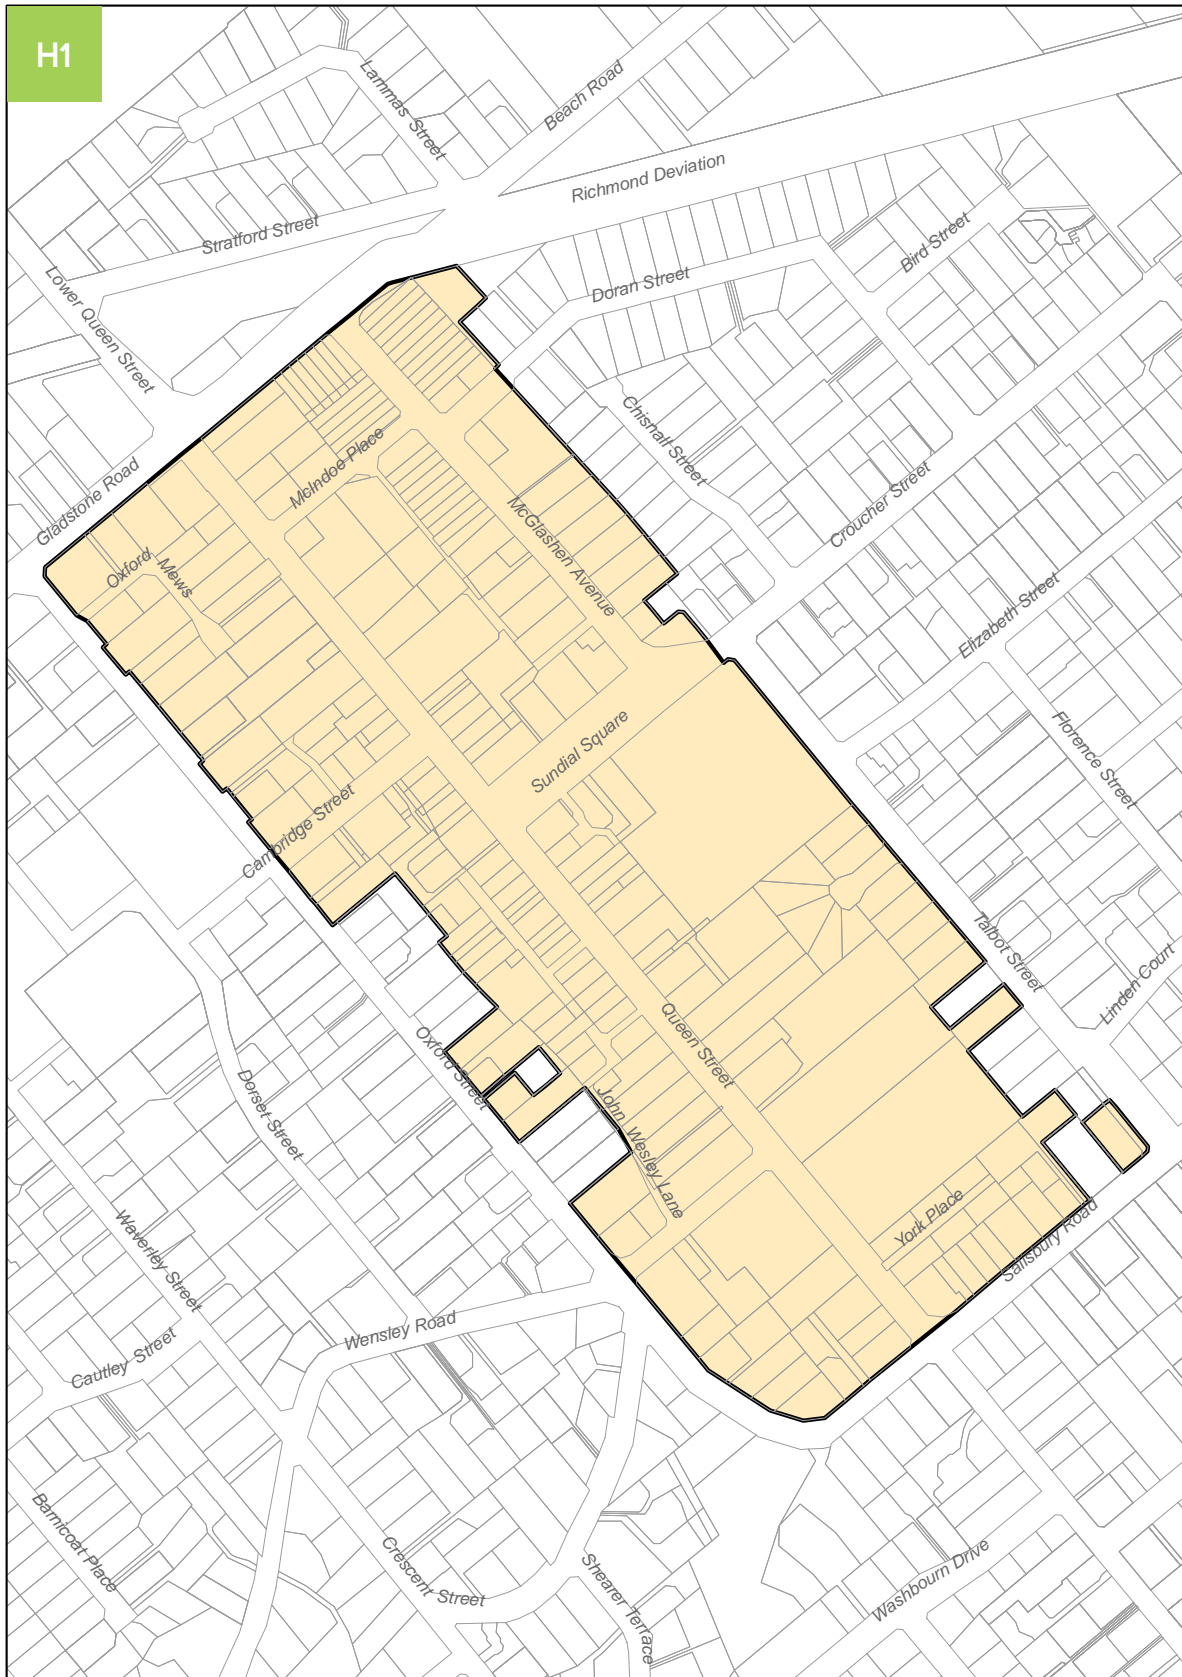 H1
Lammas Street
Beach Road
Richmond Deviation
Stratford Street
Bird Street
Doran Street
Lower Queen Street
Chisnall Street
McIndoe Place
Gladstone Road
Croucher Street
McGlashen Avenue
Oxford Mews
Elizabeth Street
Florence Street
Sundial Square
Cambridge Street
Talbot Street
Linden Court
Queen Street
Oxford Street
Dorset Street
John Wesley Lane
York Place
Salisbury Road
Waverley Street
Wensley Road
Cautley Street
Barnicoat Place
Crescent Street
Shearer Terrace
Washbourn Drive